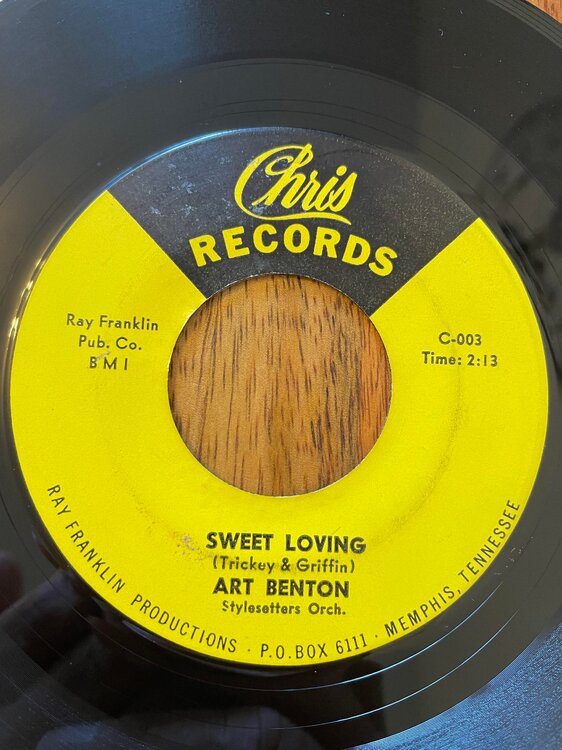 Chris
RECORDS
Ray Franklin
Pub. Co.
B M I
C-003
Time: 2:13
SWEET LOVING
(Trickey & Griffin)
ART BENTON
Stylesetters Orch.
RAY FRANKLIN PRODUCTIONS · P.O. BOX 6111 · MEMPHIS, TENNESSEE